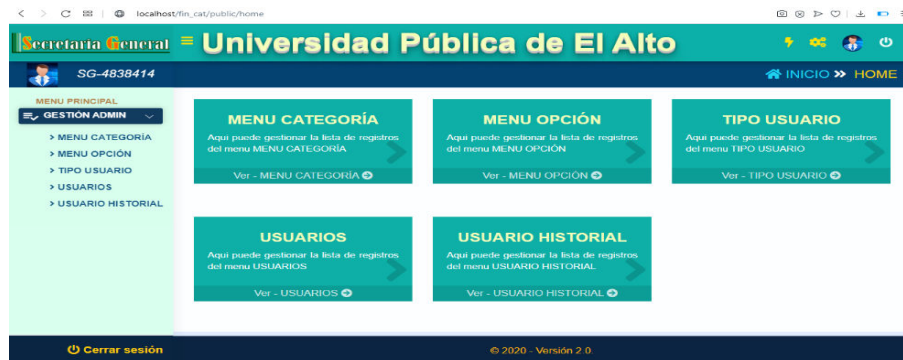 localhost/fin_cat/public/home
Secretaria General
Universidad Pública de El Alto
SG-4838414
INICIO » HOME
MENU PRINCIPAL
GESTIÓN ADMIN
> MENU CATEGORÍA
> MENU OPCIÓN
> TIPO USUARIO
> USUARIOS
> USUARIO HISTORIAL
MENU CATEGORÍA
Aqui puede gestionar la lista de registros
del menu MENU CATEGORÍA
Ver - MENU CATEGORÍA
MENU OPCIÓN
Aqui puede gestionar la lista de registros
del menu MENU OPCIÓN
Ver - MENU OPCIÓN
TIPO USUARIO
Aqui puede gestionar la lista de registros
del menu TIPO USUARIO
Ver - TIPO USUARIO
USUARIOS
Aqui puede gestionar la lista de registros
del menu USUARIOS
Ver - USUARIOS
USUARIO HISTORIAL
Aqui puede gestionar la lista de registros
del menu USUARIO HISTORIAL
Ver - USUARIO HISTORIAL
Cerrar sesión
© 2020 - Versión 2.0.